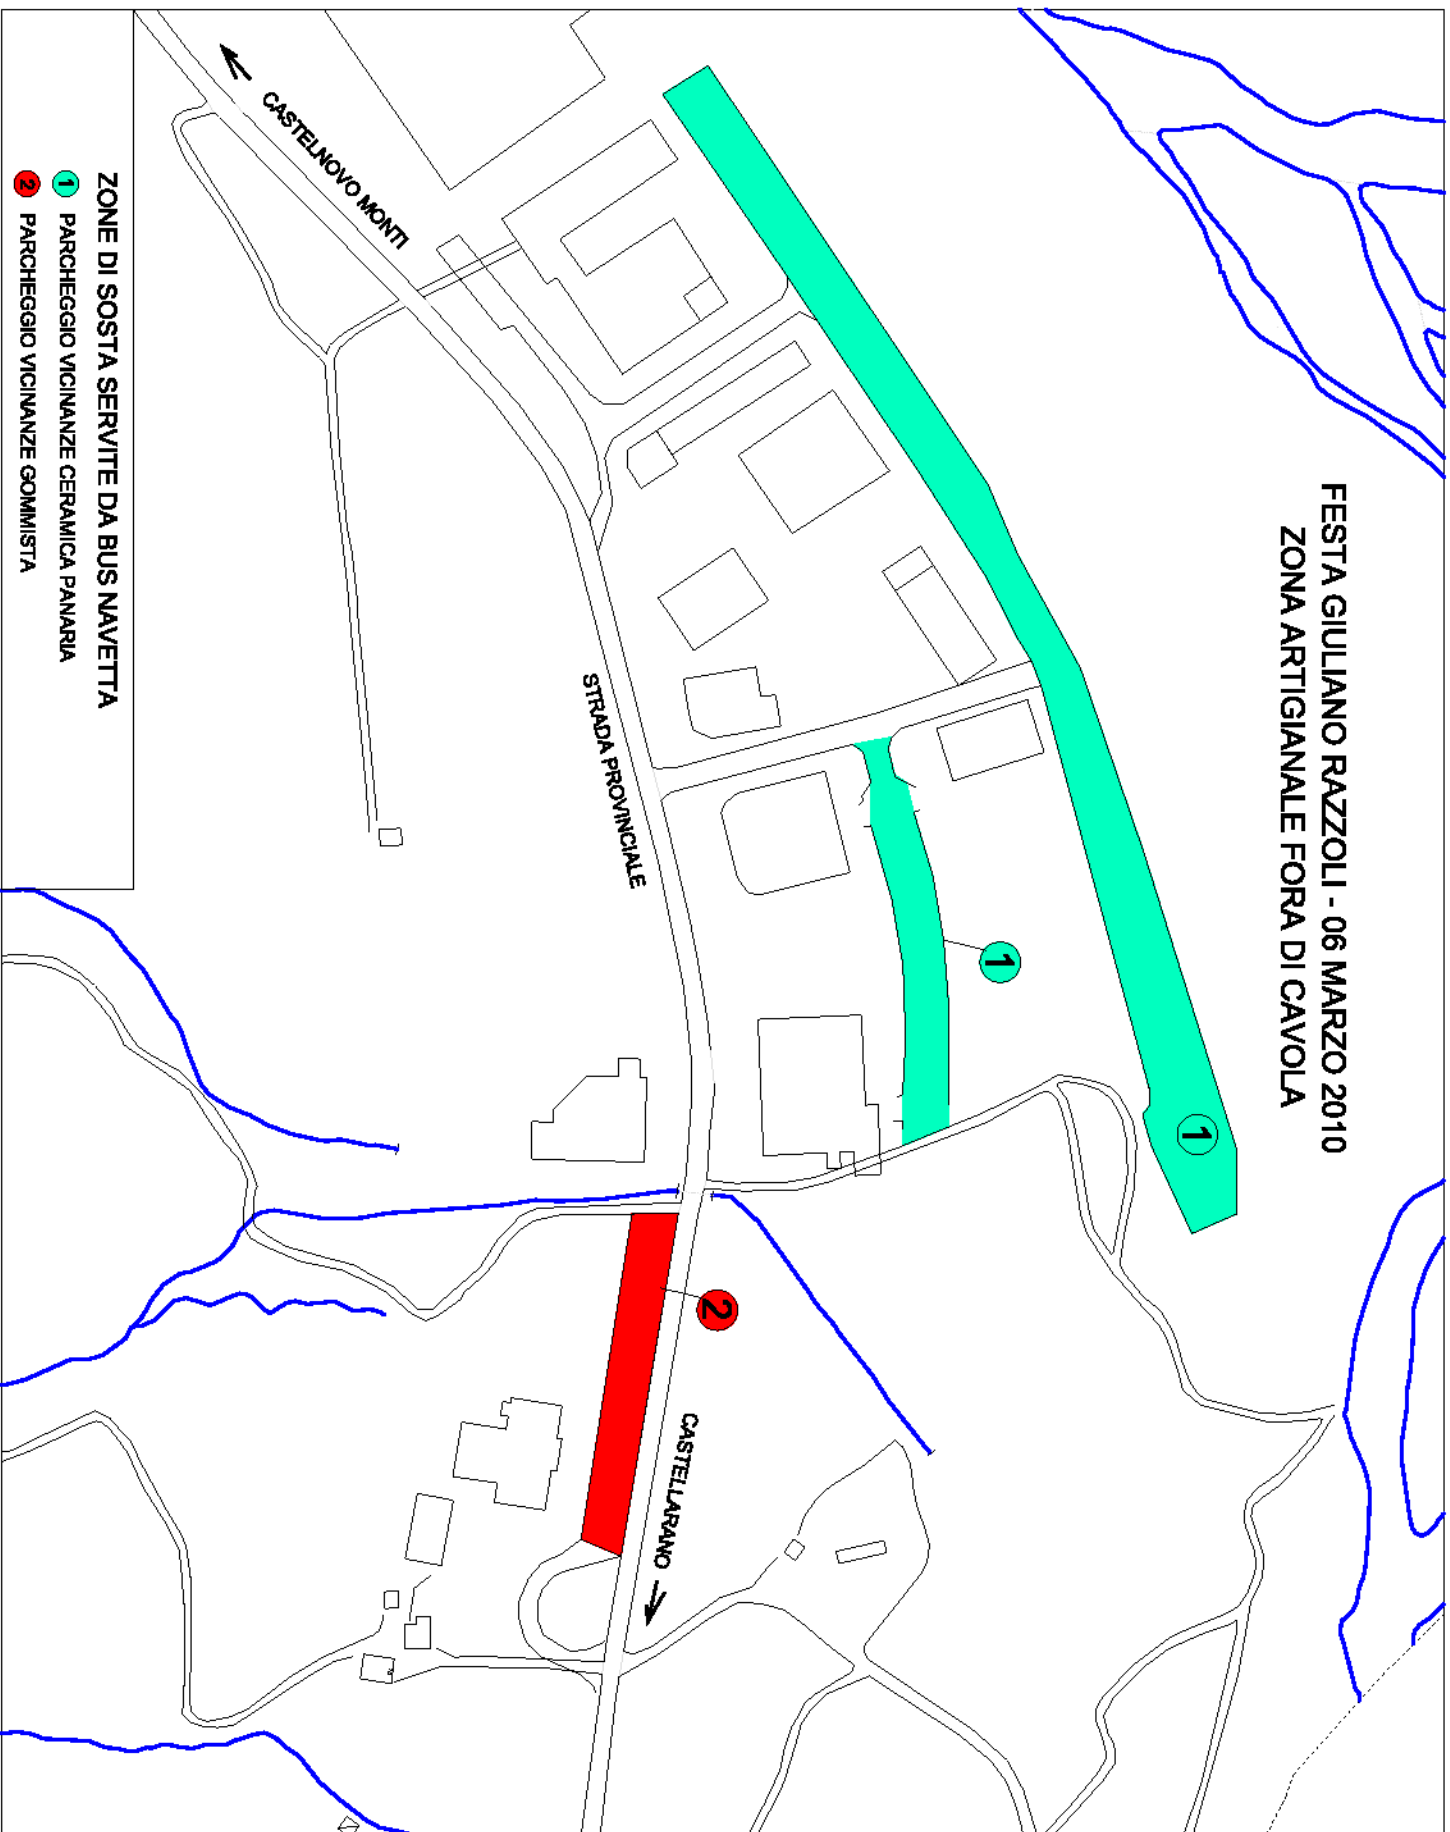 FESTA GIULIANO RAZZOLI - 06 MARZO 2010
ZONA ARTIGIANALE FORA DI CAVOLA
1
1
2
CASTELNOVO MONTI
STRADA PROVINCIALE
CASTELLARANO
ZONE DI SOSTA SERVITE DA BUS NAVETTA
1 PARCHEGGIO VICINANZE CERAMICA PANARIA
2 PARCHEGGIO VICINANZE GOMMISTA